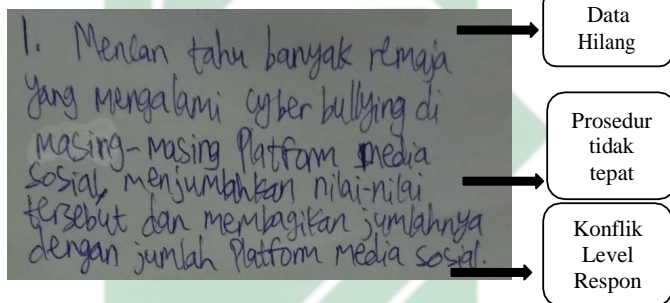 1. Mencari tahu banyak remaja
yang mengalami cyber bullying di
masing-masing Platform media
sosial, menjumlahkan nilai-nilai
tersebut dan membagikan jumlahnya
dengan jumlah Platform media sosial.
Data
Hilang
Prosedur
tidak
tepat
Konflik
Level
Respon